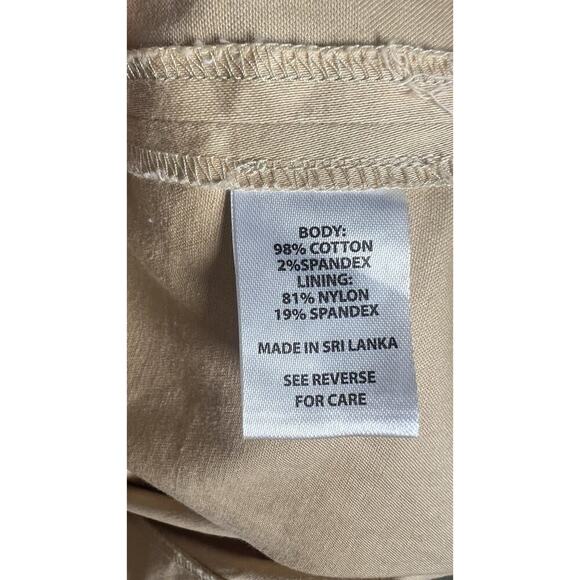 BODY:
98% COTTON
2%SPANDEX
LINING:
81% NYLON
19% SPANDEX
MADE IN SRI LANKA
SEE REVERSE
FOR CARE